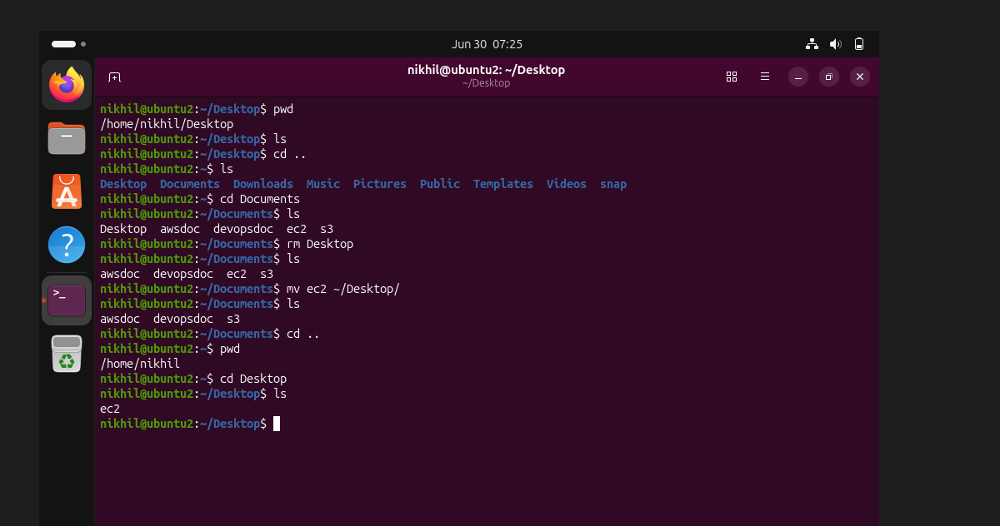 Jun 30 07:25
nikhil@ubuntu2: ~/Desktop
~/Desktop
nikhil@ubuntu2:~/Desktop$ pwd
/home/nikhil/Desktop
nikhil@ubuntu2:~/Desktop$ ls
nikhil@ubuntu2:~/Desktop$ cd ..
nikhil@ubuntu2:~$ ls
Desktop  Documents  Downloads  Music  Pictures  Public  Templates  Videos  snap
nikhil@ubuntu2:~$ cd Documents
nikhil@ubuntu2:~/Documents$ ls
Desktop  awsdoc  devopsdoc  ec2  s3
nikhil@ubuntu2:~/Documents$ rm Desktop
nikhil@ubuntu2:~/Documents$ ls
awsdoc  devopsdoc  ec2  s3
nikhil@ubuntu2:~/Documents$ mv ec2 ~/Desktop/
nikhil@ubuntu2:~/Documents$ ls
awsdoc  devopsdoc  s3
nikhil@ubuntu2:~/Documents$ cd ..
nikhil@ubuntu2:~$ pwd
/home/nikhil
nikhil@ubuntu2:~$ cd Desktop
nikhil@ubuntu2:~/Desktop$ ls
ec2
nikhil@ubuntu2:~/Desktop$